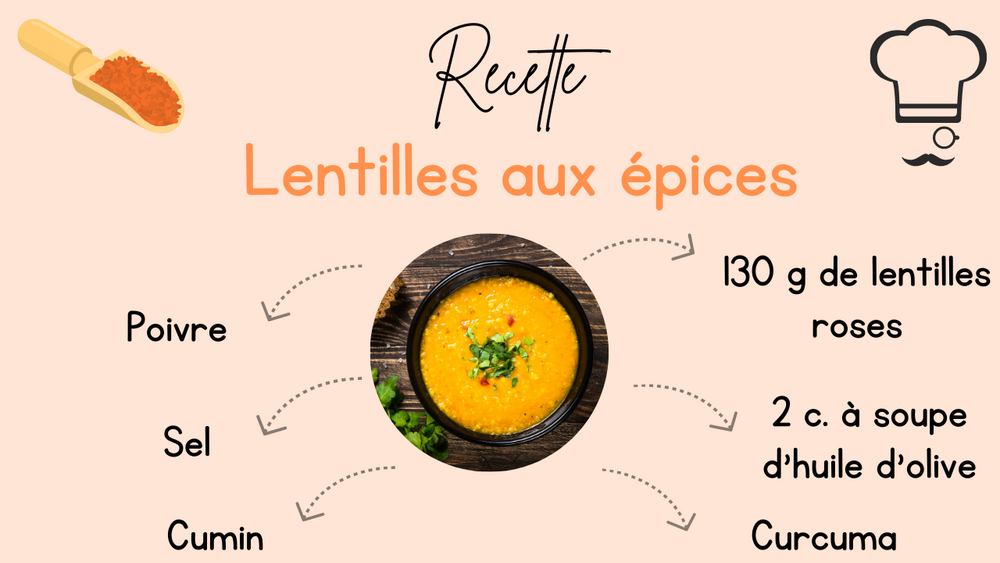 Recette
Lentilles aux épices
130 g de lentilles
roses
Poivre
2 c. à soupe
d'huile d'olive
Sel
Cumin
Curcuma